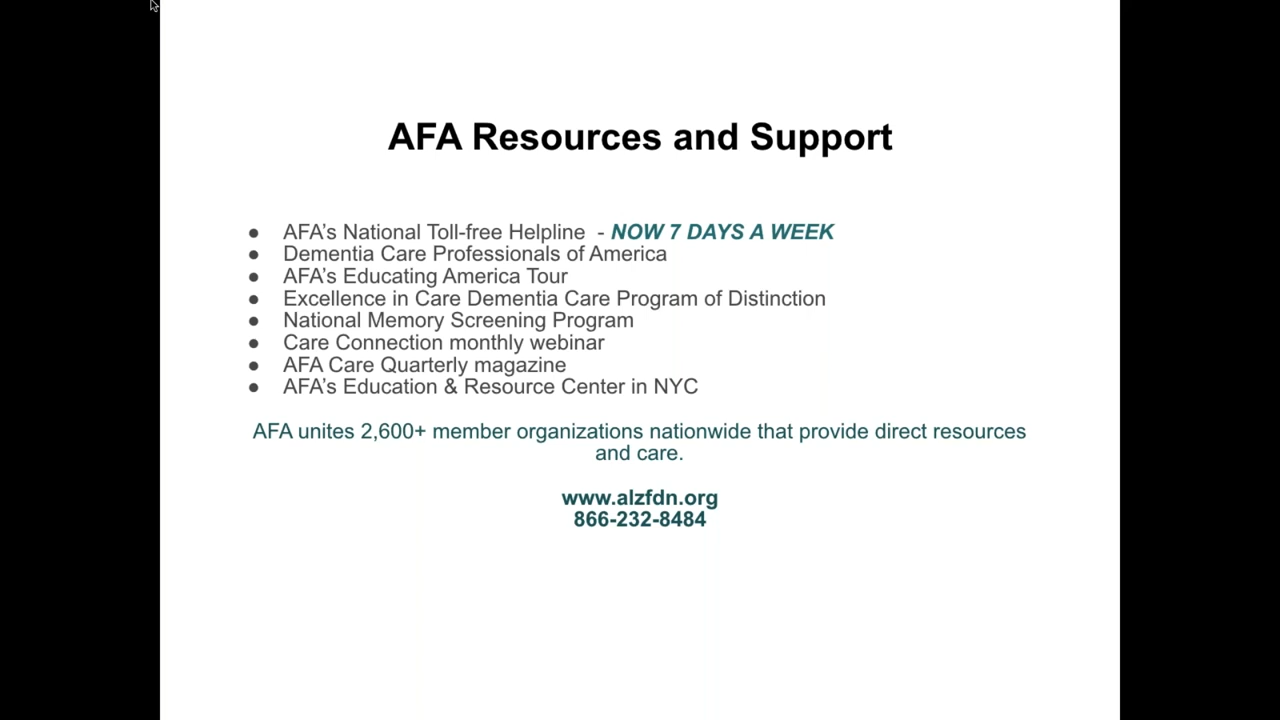 AFA Resources and Support
● AFA’s National Toll-free Helpline - NOW 7 DAYS A WEEK
● Dementia Care Professionals of America
● AFA’s Educating America Tour
● Excellence in Care Dementia Care Program of Distinction
● National Memory Screening Program
● Care Connection monthly webinar
● AFA Care Quarterly magazine
● AFA’s Education & Resource Center in NYC
AFA unites 2,600+ member organizations nationwide that provide direct resources
and care.
www.alzfdn.org
866-232-8484